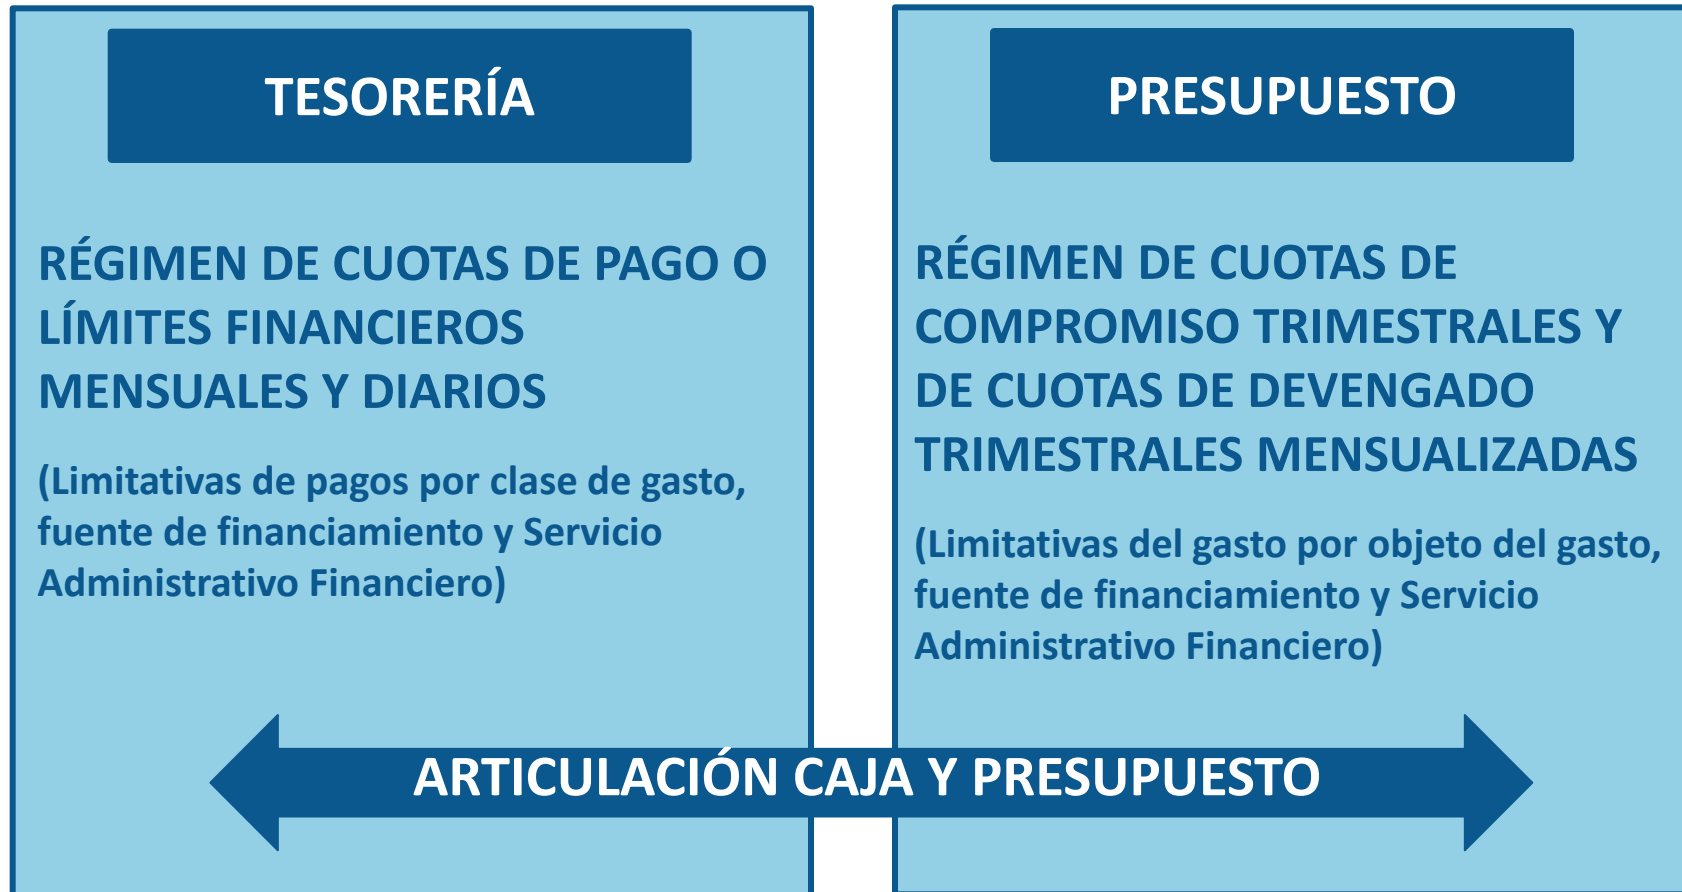 TESORERÍA
RÉGIMEN DE CUOTAS DE PAGO O
LÍMITES FINANCIEROS
MENSUALES Y DIARIOS
(Limitativas de pagos por clase de gasto,
fuente de financiamiento y Servicio
Administrativo Financiero)
PRESUPUESTO
RÉGIMEN DE CUOTAS DE
COMPROMISO TRIMESTRALES Y
DE CUOTAS DE DEVENGADO
TRIMESTRALES MENSUALIZADAS
(Limitativas del gasto por objeto del gasto,
fuente de financiamiento y Servicio
Administrativo Financiero)
ARTICULACIÓN CAJA Y PRESUPUESTO